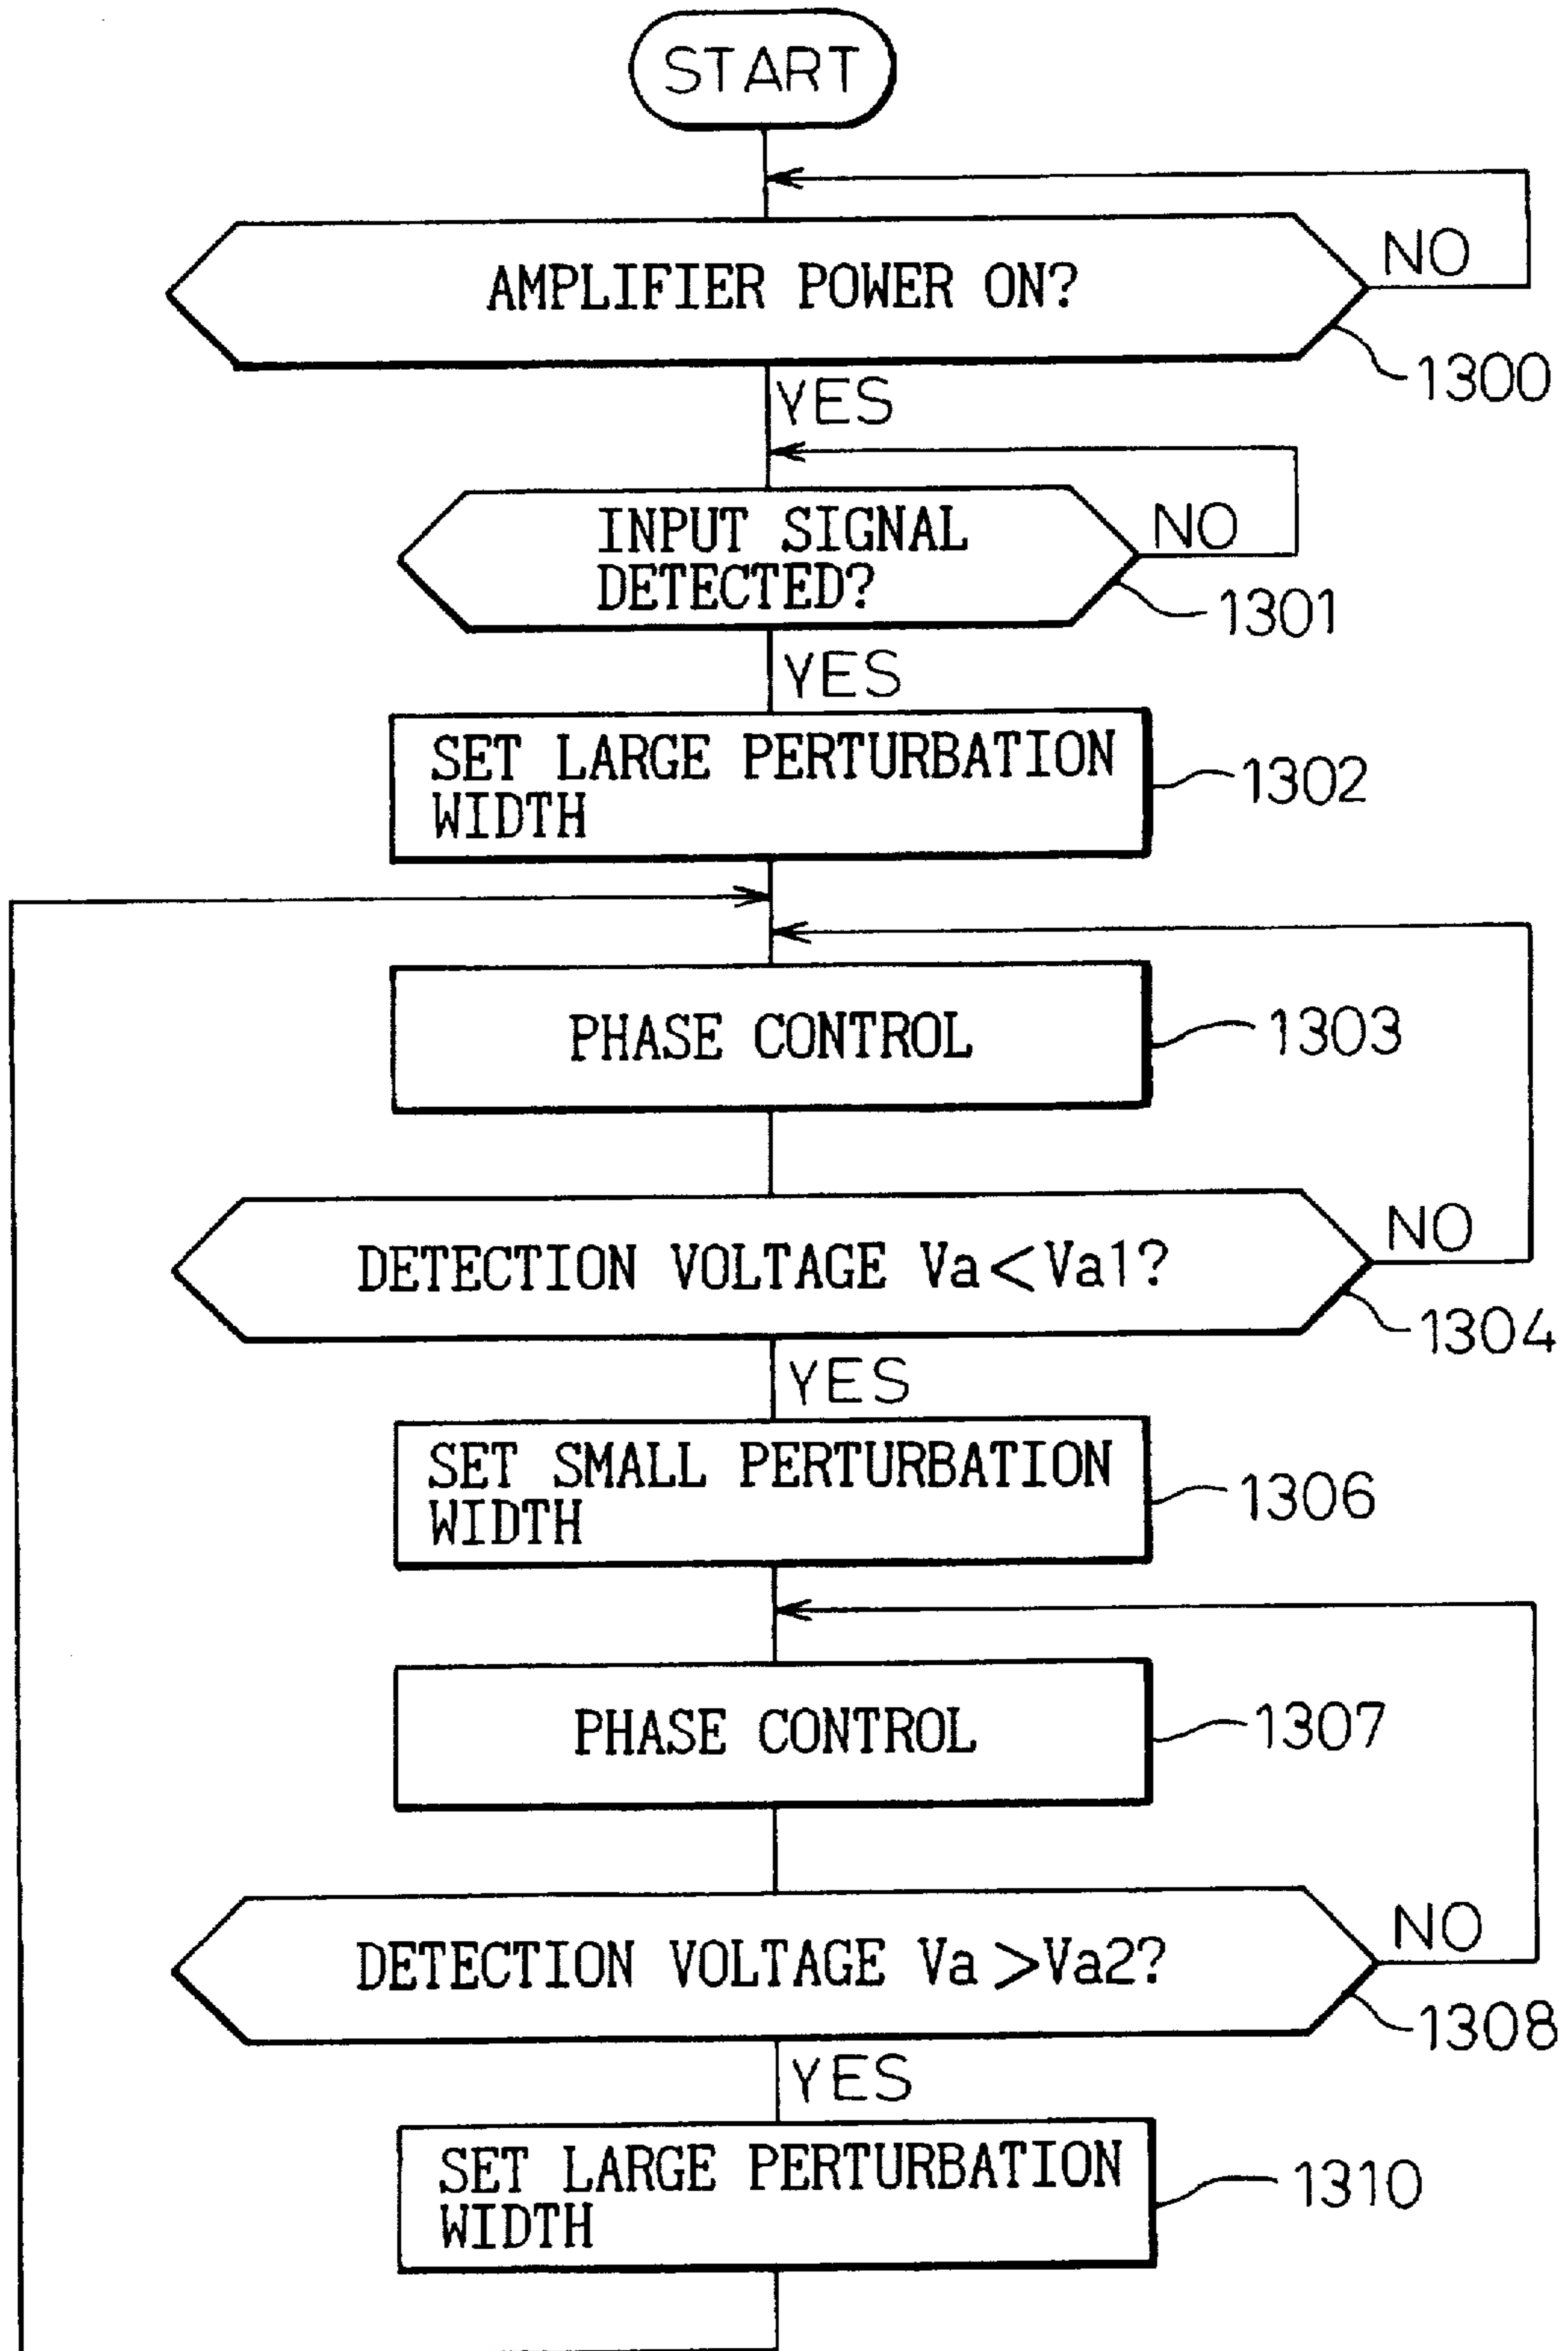 START
AMPLIFIER POWER ON?
NO
1300
YES
INPUT SIGNAL
DETECTED?
NO
1301
YES
SET LARGE PERTURBATION
WIDTH
1302
PHASE CONTROL
1303
DETECTION VOLTAGE Va<Va1?
NO
1304
YES
SET SMALL PERTURBATION
WIDTH
1306
PHASE CONTROL
1307
DETECTION VOLTAGE Va>Va2?
NO
1308
YES
SET LARGE PERTURBATION
WIDTH
1310